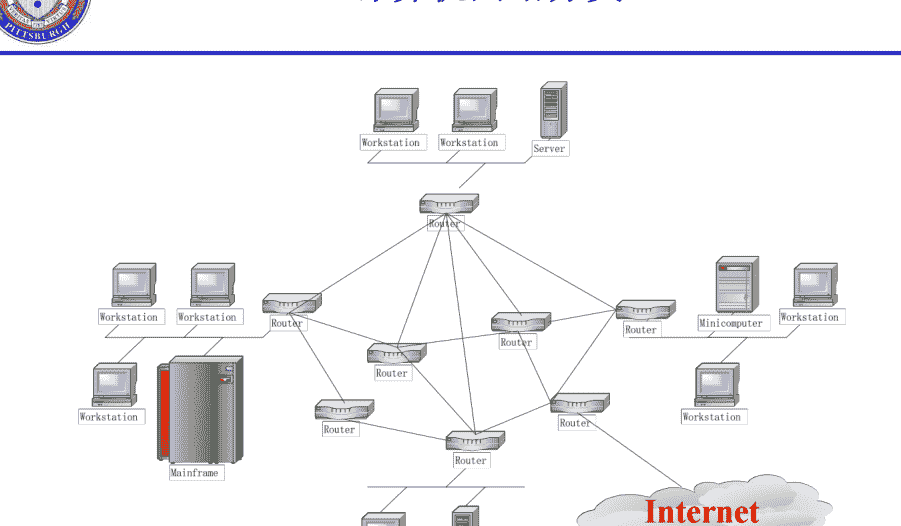 PITTSBURGH
Workstation
Workstation
Server
Router
Workstation
Workstation
Router
Router
Router
Router
Minicomputer
Workstation
Workstation
Mainframe
Router
Router
Router
Workstation
Internet